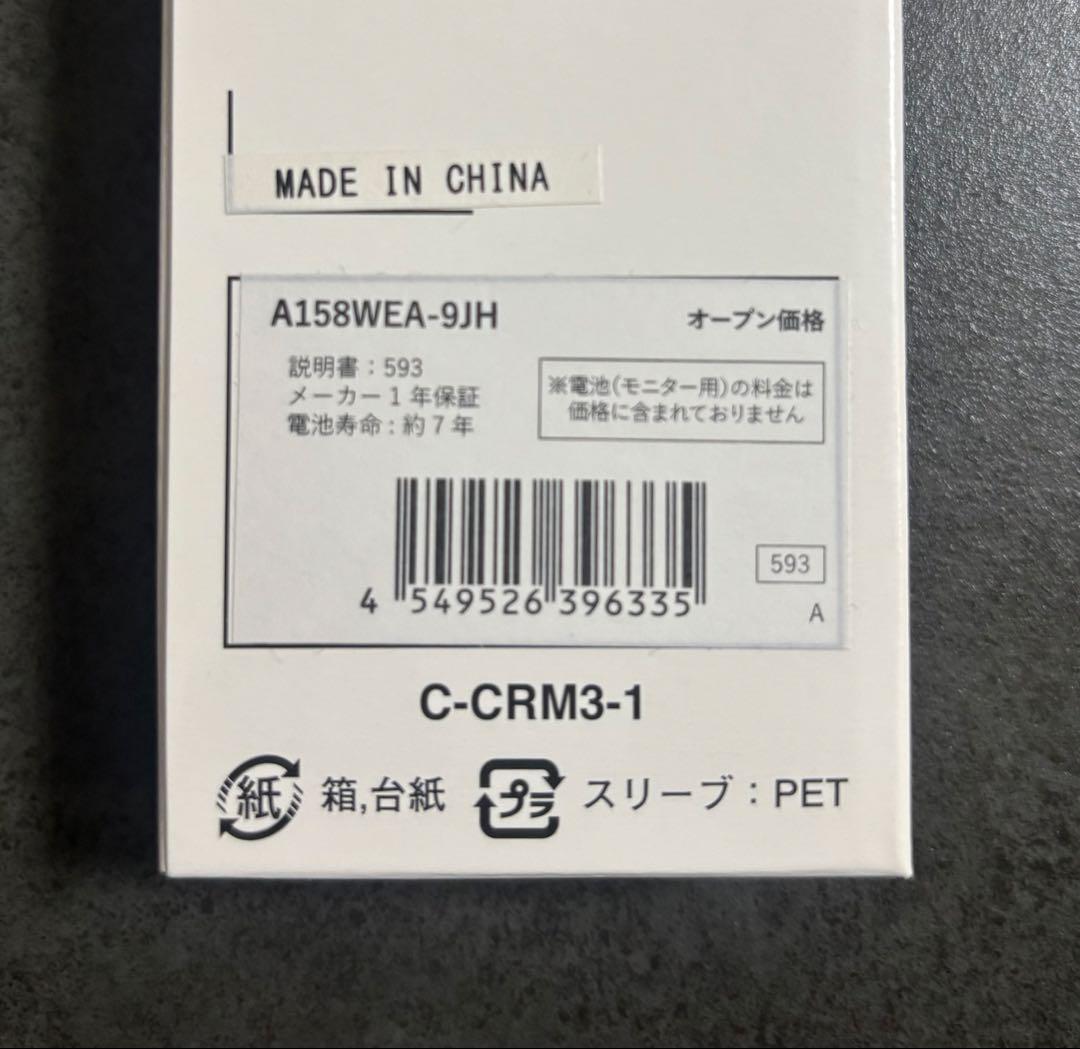 MADE IN CHINA
A158WEA-9JH
オープン価格
説明書：593
メーカー1年保証
電池寿命：約7年
※電池(モニター用)の料金は
価格に含まれておりません
4 549526 396335
593
A
C-CRM3-1
紙 箱,台紙 プラ スリーブ：PET